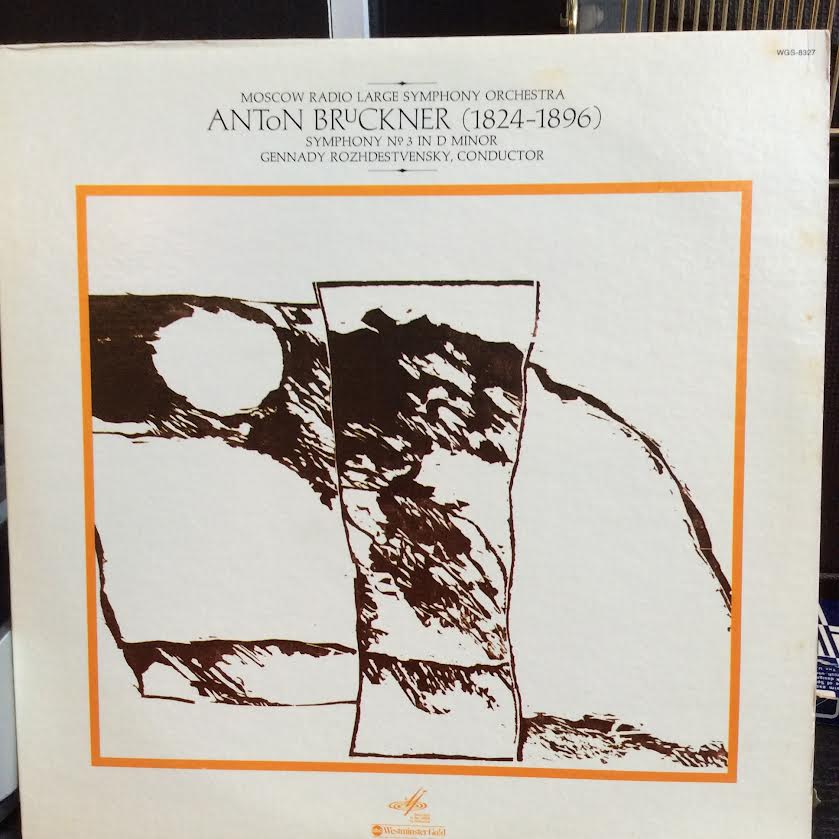 WGS-8327
MOSCOW RADIO LARGE SYMPHONY ORCHESTRA
ANTON BRUCKNER (1824-1896)
SYMPHONY Nº 3 IN D MINOR
GENNADY ROZHDESTVENSKY, CONDUCTOR
abc Westminster Gold